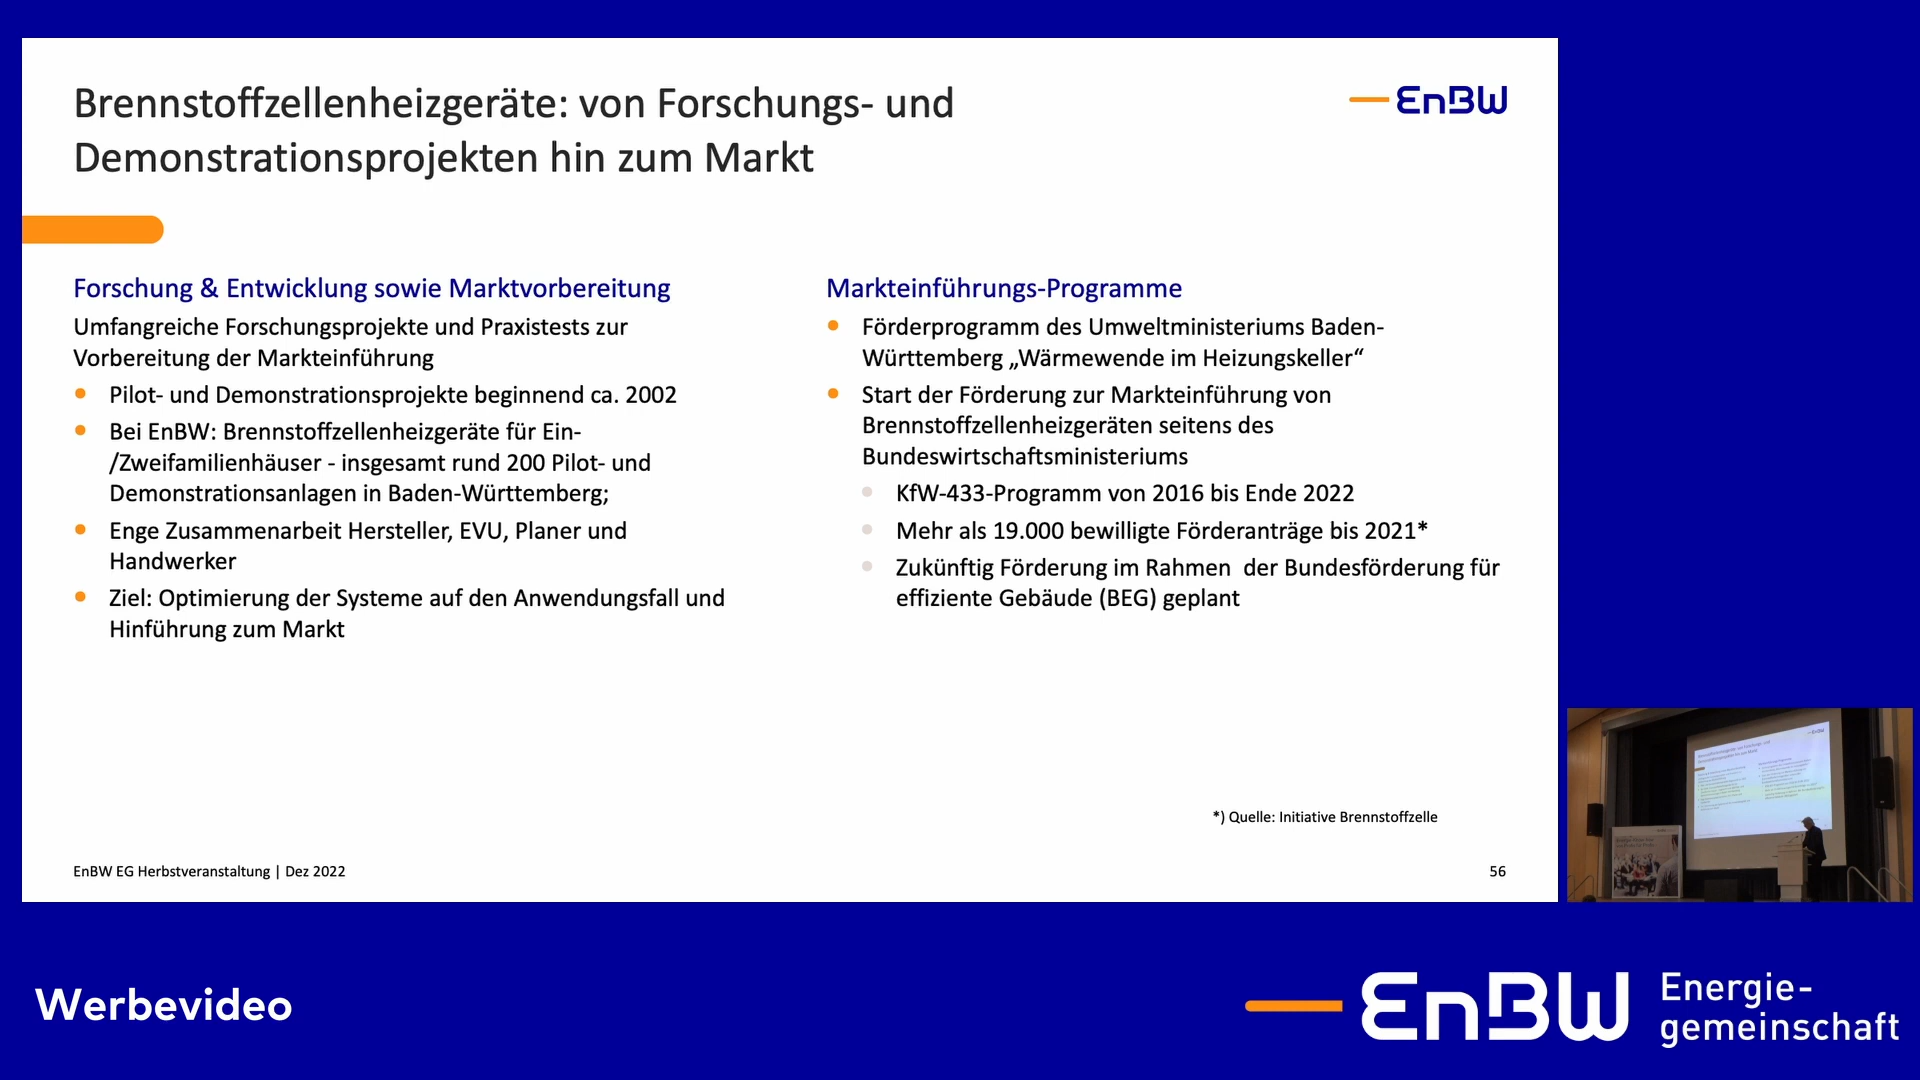 Brennstoffzellenheizgeräte: von Forschungs- und
Demonstrationsprojekten hin zum Markt
EnBW
Forschung & Entwicklung sowie Marktvorbereitung
Umfangreiche Forschungsprojekte und Praxistests zur
Vorbereitung der Markteinführung
Pilot- und Demonstrationsprojekte beginnend ca. 2002
Bei EnBW: Brennstoffzellenheizgeräte für Ein-
/Zweifamilienhäuser - insgesamt rund 200 Pilot- und
Demonstrationsanlagen in Baden-Württemberg;
Enge Zusammenarbeit Hersteller, EVU, Planer und
Handwerker
Ziel: Optimierung der Systeme auf den Anwendungsfall und
Hinführung zum Markt
Markteinführungs-Programme
Förderprogramm des Umweltministeriums Baden-
Württemberg „Wärmewende im Heizungskeller“
Start der Förderung zur Markteinführung von
Brennstoffzellenheizgeräten seitens des
Bundeswirtschaftsministeriums
KfW-433-Programm von 2016 bis Ende 2022
Mehr als 19.000 bewilligte Förderanträge bis 2021*
Zukünftig Förderung im Rahmen der Bundesförderung für
effiziente Gebäude (BEG) geplant
*) Quelle: Initiative Brennstoffzelle
EnBW EG Herbstveranstaltung | Dez 2022
56
Werbevideo
EnBW
Energie-
gemeinschaft